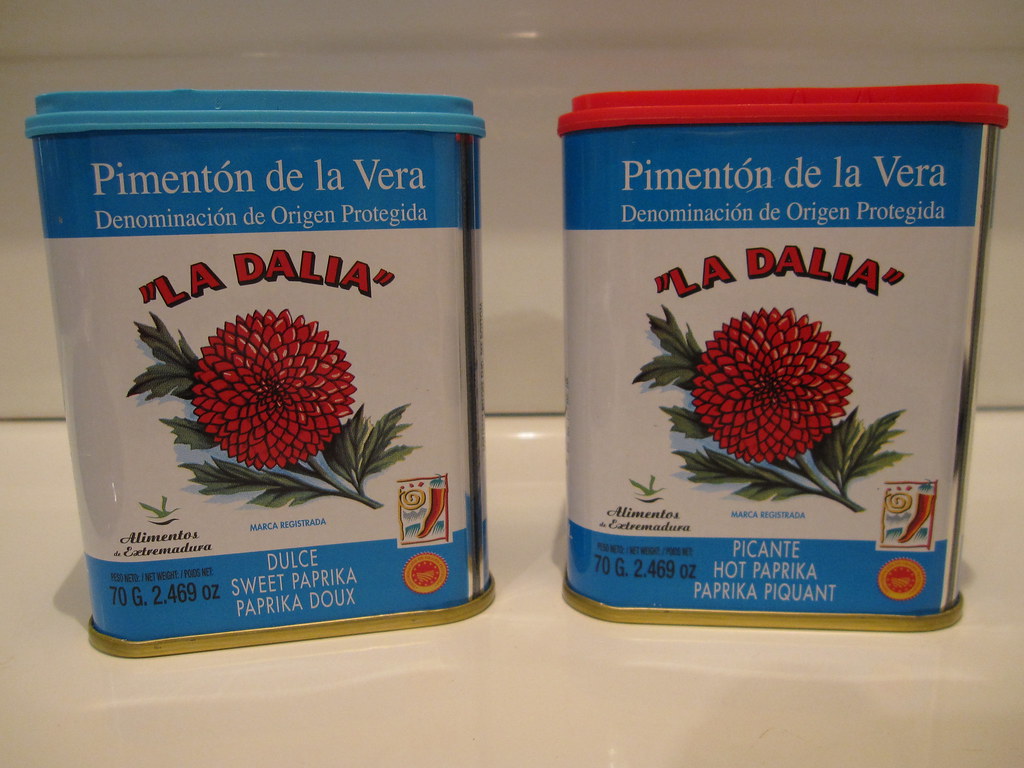 Pimentón de la Vera
Denominación de Origen Protegida
"LA DALIA"
Alimentos
de Extremadura
MARCA REGISTRADA
PESO NETO: / NET WEIGHT: / POIDS NET:
70 G. 2.469 OZ
DULCE
SWEET PAPRIKA
PAPRIKA DOUX
Pimentón de la Vera
Denominación de Origen Protegida
"LA DALIA"
Alimentos
de Extremadura
MARCA REGISTRADA
PESO NETO: / NET WEIGHT: / POIDS NET:
70 G. 2.469 OZ
PICANTE
HOT PAPRIKA
PAPRIKA PIQUANT